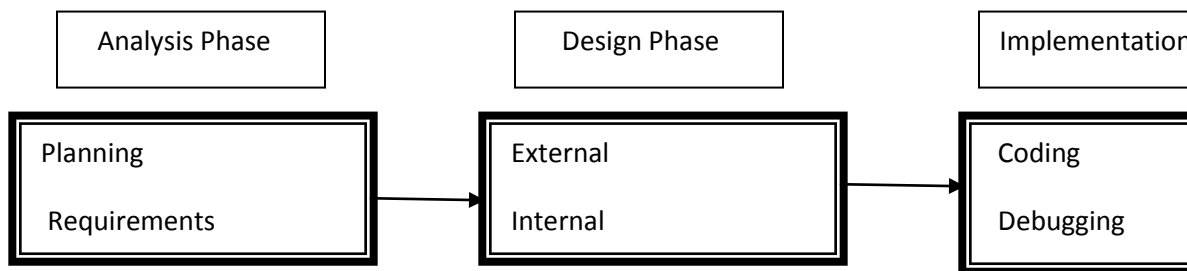 Analysis Phase
Design Phase
Implementation
Planning
Requirements
External
Internal
Coding
Debugging